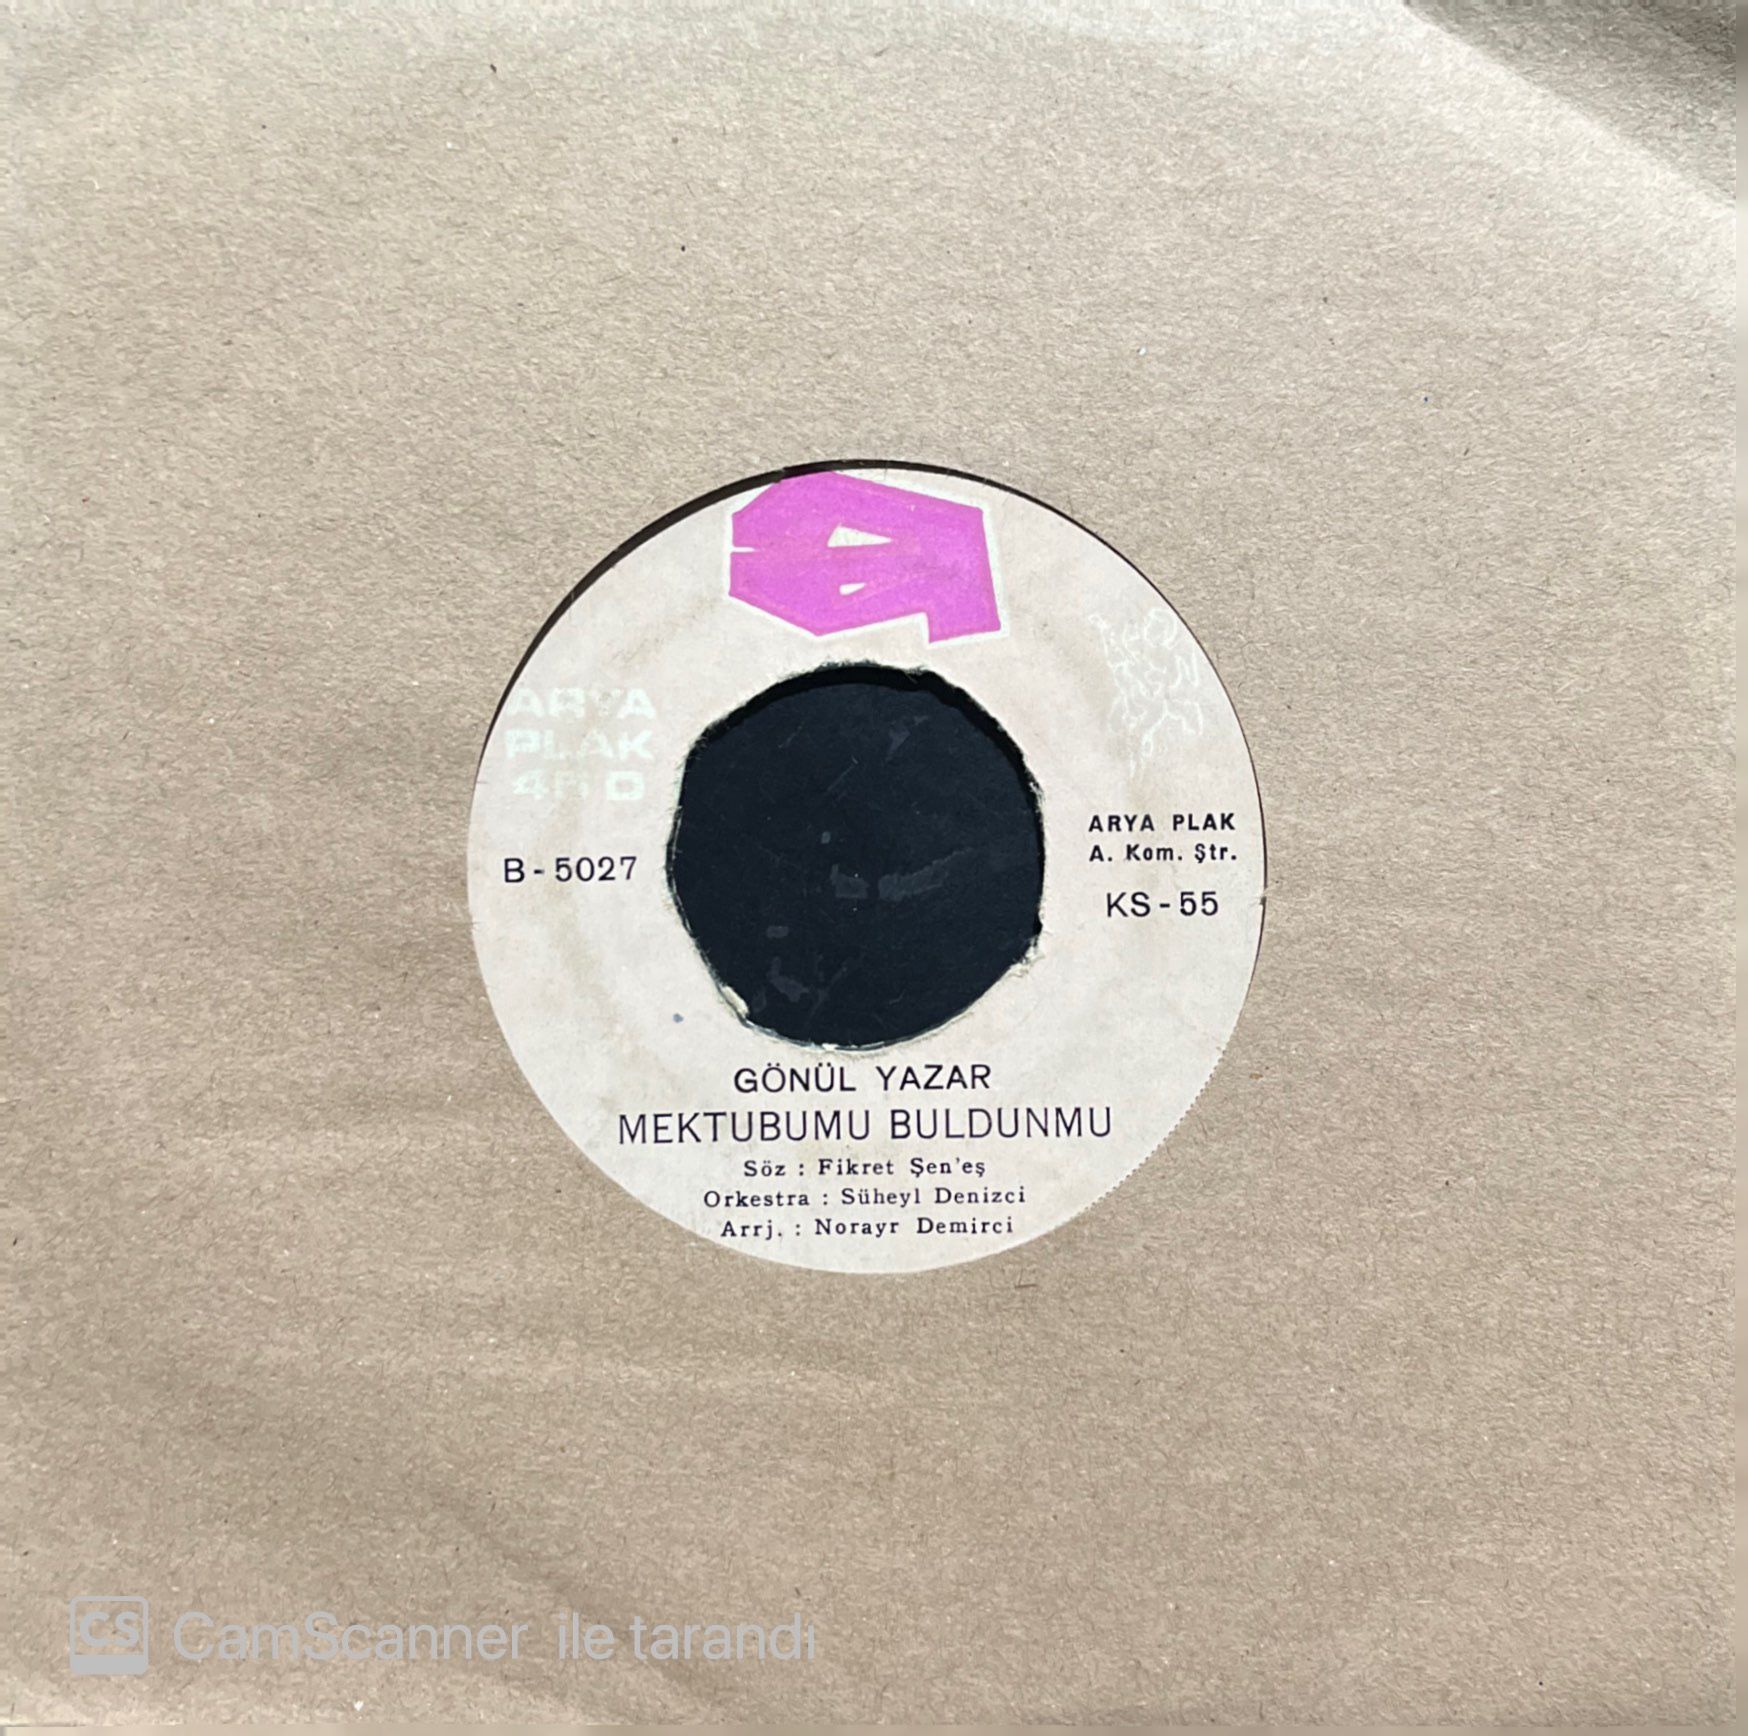 ARYA
PLAK
B - 5027
ARYA PLAK
A. Kom. Ştr.
KS - 55
GÖNÜL YAZAR
MEKTUBUMU BULDUNMU
Söz : Fikret Şen'eş
Orkestra : Süheyl Denizci
Arrj. : Norayr Demirci
CS CamScanner ile tarandı